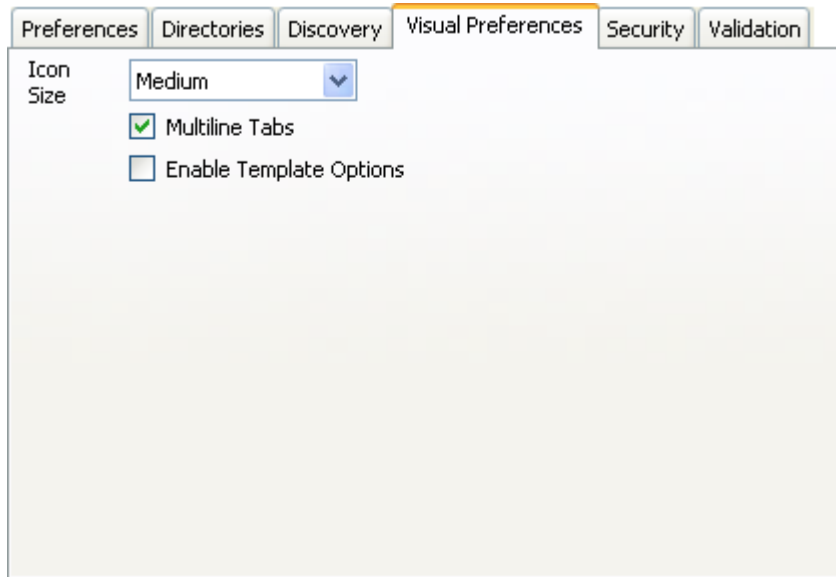 Preferences Directories Discovery Visual Preferences Security Validation
Icon
Size
Medium
Multiline Tabs
Enable Template Options